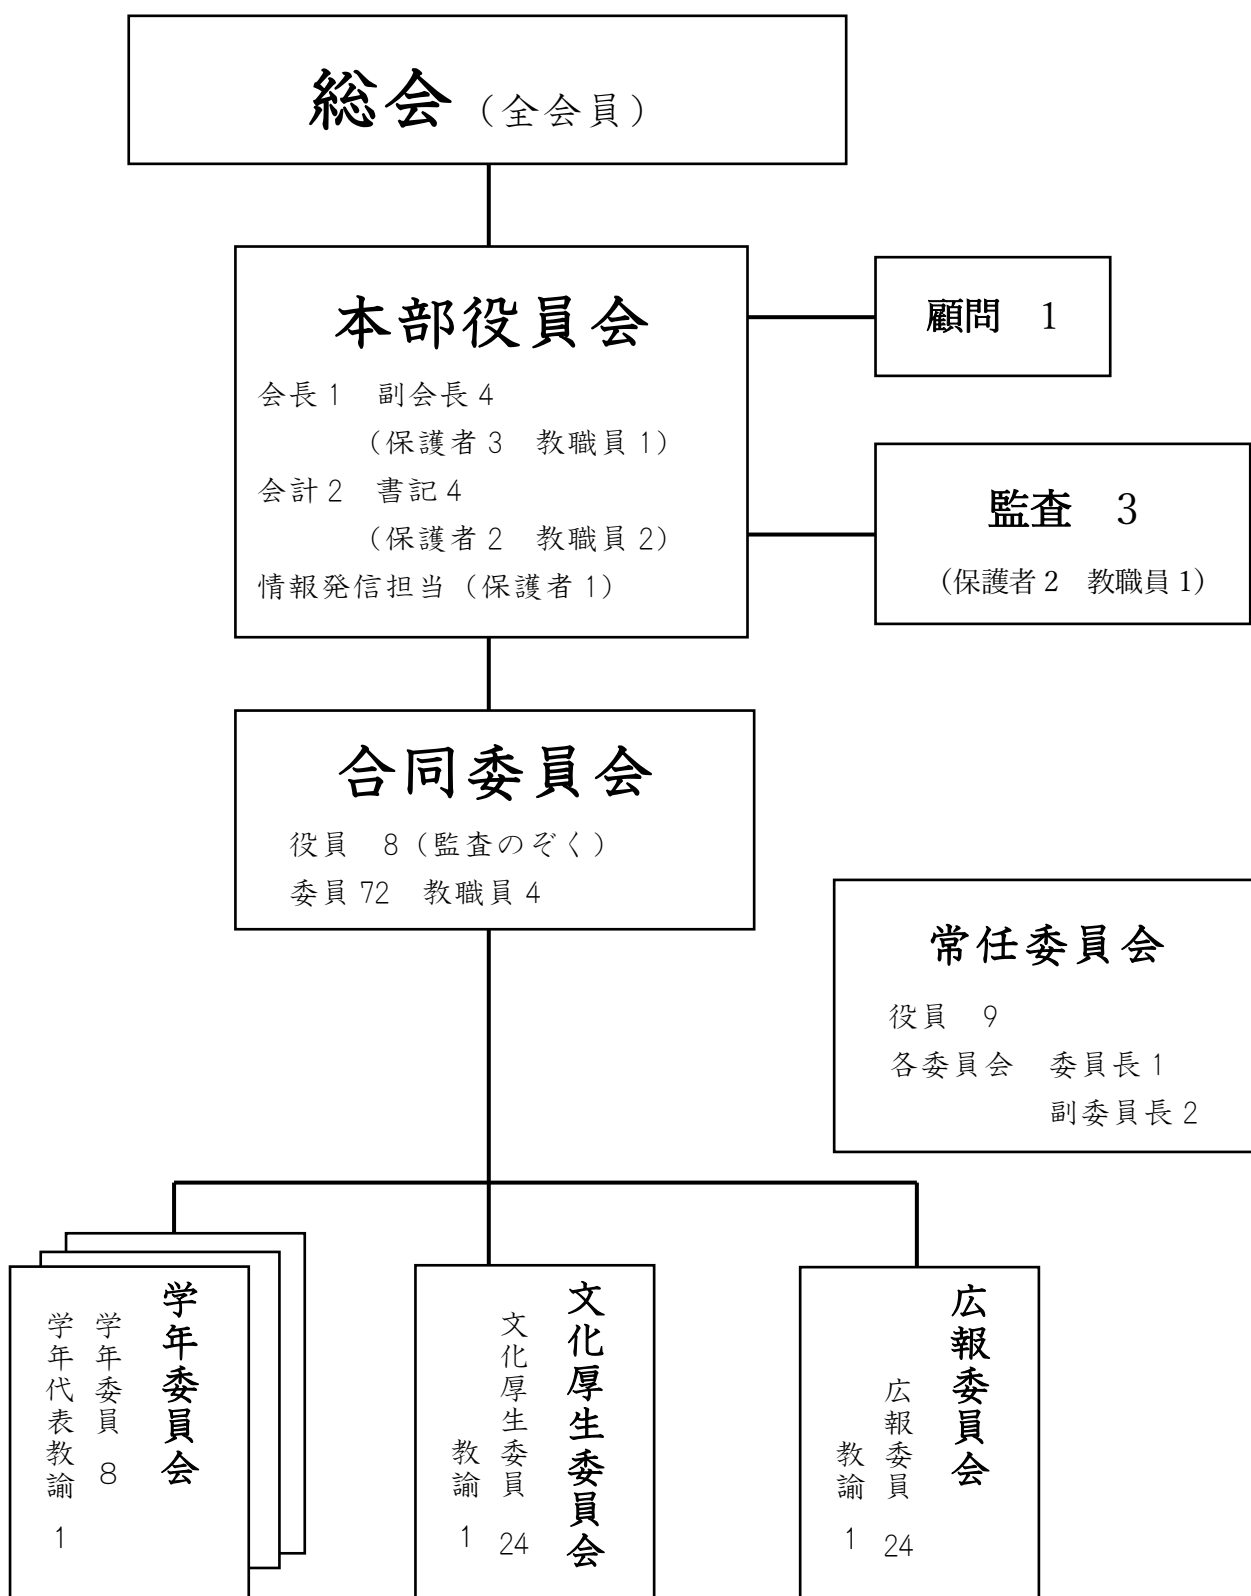 総会（全会員）
本部役員会
会長1　副会長4
（保護者3　教職員1）
会計2　書記4
（保護者2　教職員2）
情報発信担当（保護者1）
顧問　1
監査　3
（保護者2　教職員1）
合同委員会
役員　8（監査のぞく）
委員72　教職員4
常任委員会
役員　9
各委員会　委員長1
副委員長2
学年委員会
学年委員　8
学年代表教諭　1
文化厚生委員会
文化厚生委員　24
教諭　1
広報委員会
広報委員　24
教諭　1